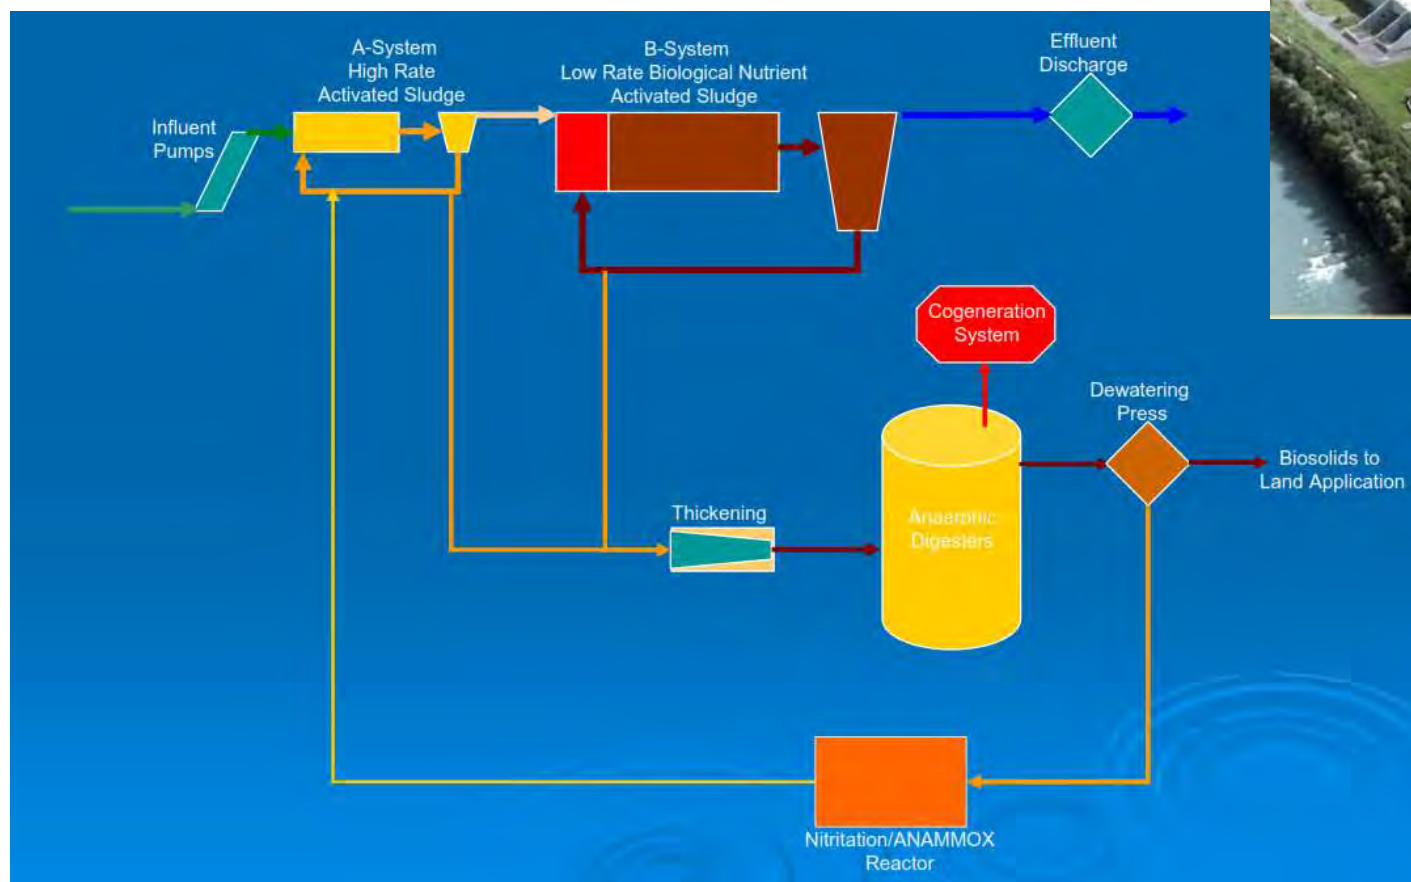 A-System
High Rate
Activated Sludge
B-System
Low Rate Biological Nutrient
Activated Sludge
Effluent
Discharge
Influent
Pumps
Cogeneration
System
Dewatering
Press
Biosolids to
Land Application
Thickening
Anaerobic
Digesters
Nitritation/ANAMMOX
Reactor